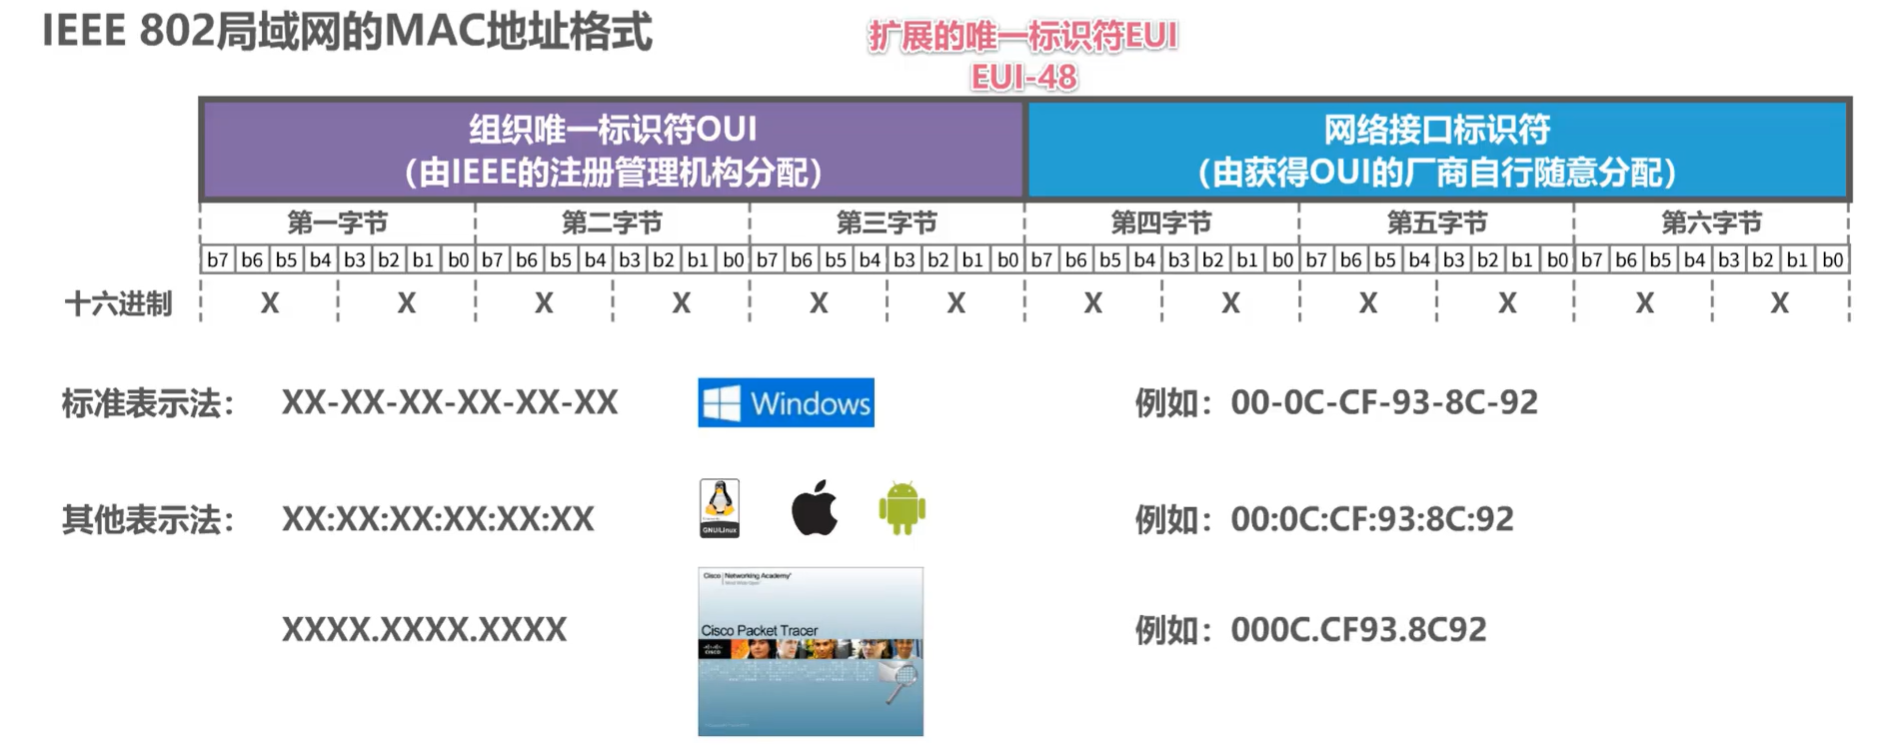 IEEE 802局域网的MAC地址格式
扩展的唯一标识符EUI
EUI-48
组织唯一标识符OUI
（由IEEE的注册管理机构分配）
网络接口标识符
（由获得OUI的厂商自行随意分配）
第一字节 第二字节 第三字节 第四字节 第五字节 第六字节
b7 b6 b5 b4 b3 b2 b1 b0 b7 b6 b5 b4 b3 b2 b1 b0 b7 b6 b5 b4 b3 b2 b1 b0 b7 b6 b5 b4 b3 b2 b1 b0 b7 b6 b5 b4 b3 b2 b1 b0 b7 b6 b5 b4 b3 b2 b1 b0
十六进制 X X X X X X X X X X X X
标准表示法： XX-XX-XX-XX-XX-XX Windows 例如：00-0C-CF-93-8C-92
其他表示法： XX:XX:XX:XX:XX:XX 例如：00:0C:CF:93:8C:92
GNU/Linux
Cisco Networking Academy
Cisco Packet Tracer
CISCO
XXXX.XXXX.XXXX 例如：000C.CF93.8C92